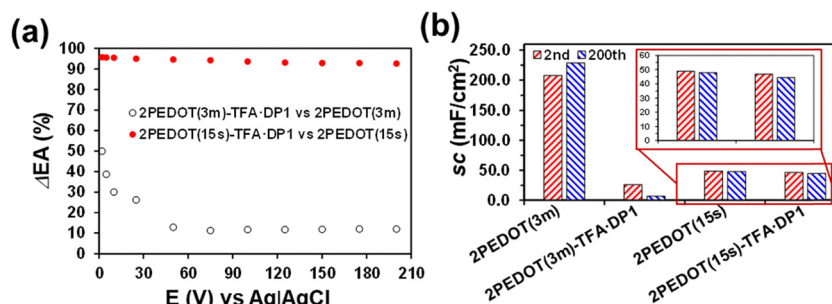 (a)
100
90
80
70
60
50
40
30
20
10
0
ΔEA (%)
2PEDOT(3m)-TFA·DP1 vs 2PEDOT(3m)
2PEDOT(15s)-TFA·DP1 vs 2PEDOT(15s)
0 30 60 90 120 150 180 210
E (V) vs Ag|AgCl
(b)
250.0
200.0
150.0
100.0
50.0
0.0
sc (mF/cm²)
2nd 200th
60
50
40
30
20
10
0
2PEDOT(3m)
2PEDOT(3m)-TFA·DP1
2PEDOT(15s)
2PEDOT(15s)-TFA·DP1